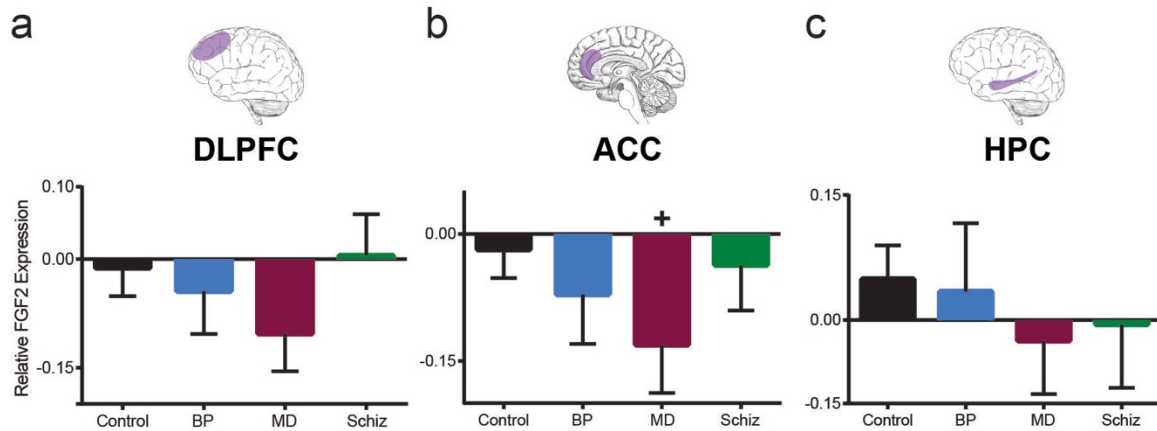 a
b
c
DLPFC
ACC
HPC
Relative FGF2 Expression
0.10
0.00
-0.15
Control BP MD Schiz
0.00
-0.15
+
Control BP MD Schiz
0.15
0.00
-0.15
Control BP MD Schiz